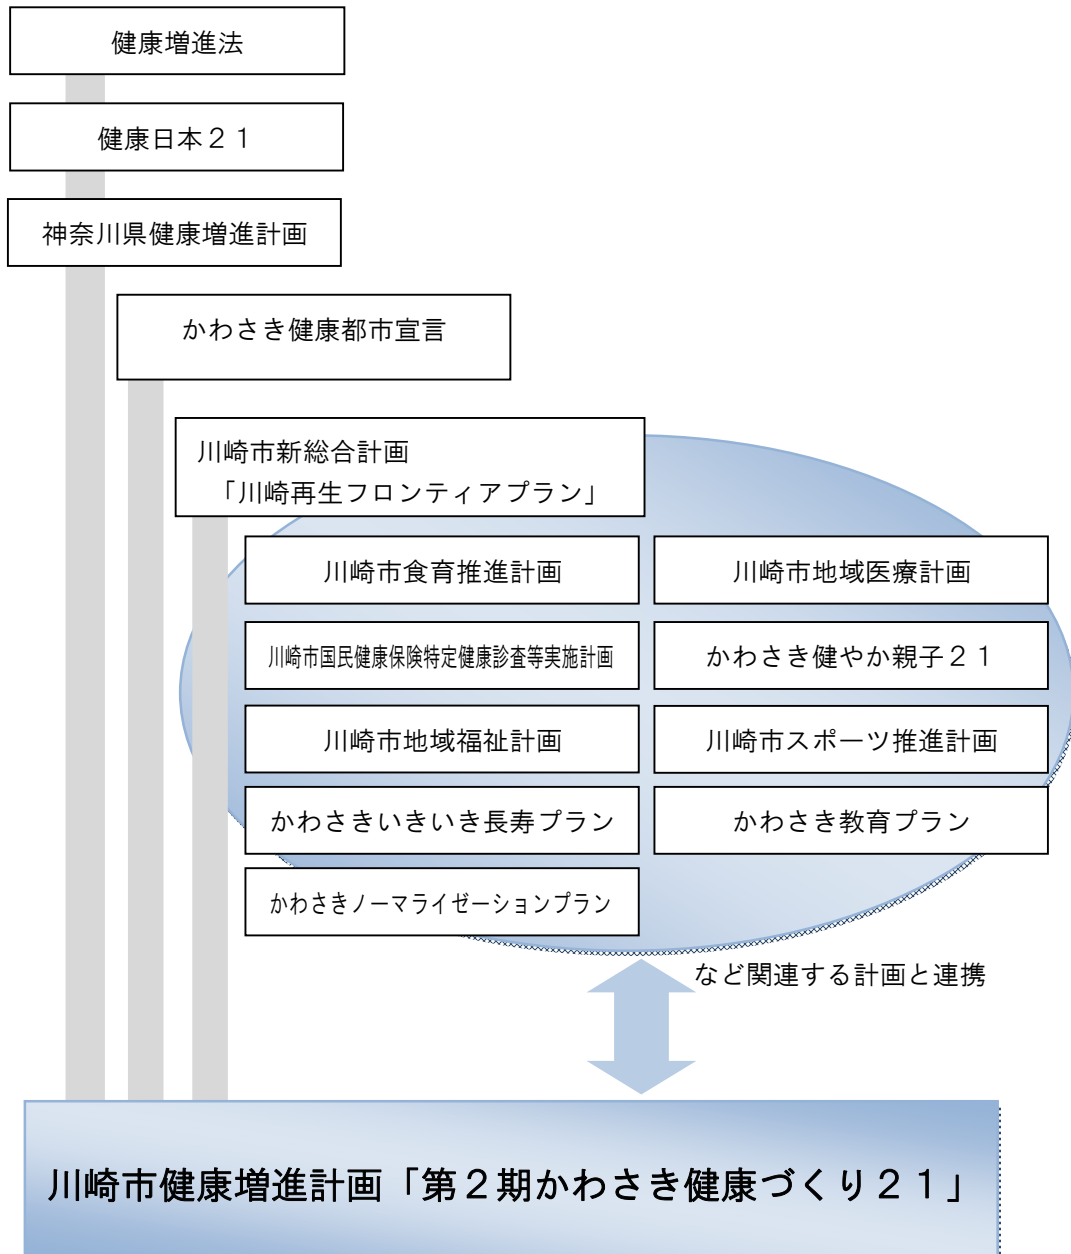 健康増進法
健康日本２１
神奈川県健康増進計画
かわさき健康都市宣言
川崎市新総合計画
「川崎再生フロンティアプラン」
川崎市食育推進計画
川崎市地域医療計画
川崎市国民健康保険特定健康診査等実施計画
かわさき健やか親子２１
川崎市地域福祉計画
川崎市スポーツ推進計画
かわさきいきいき長寿プラン
かわさき教育プラン
かわさきノーマライゼーションプラン
など関連する計画と連携
川崎市健康増進計画「第２期かわさき健康づくり２１」